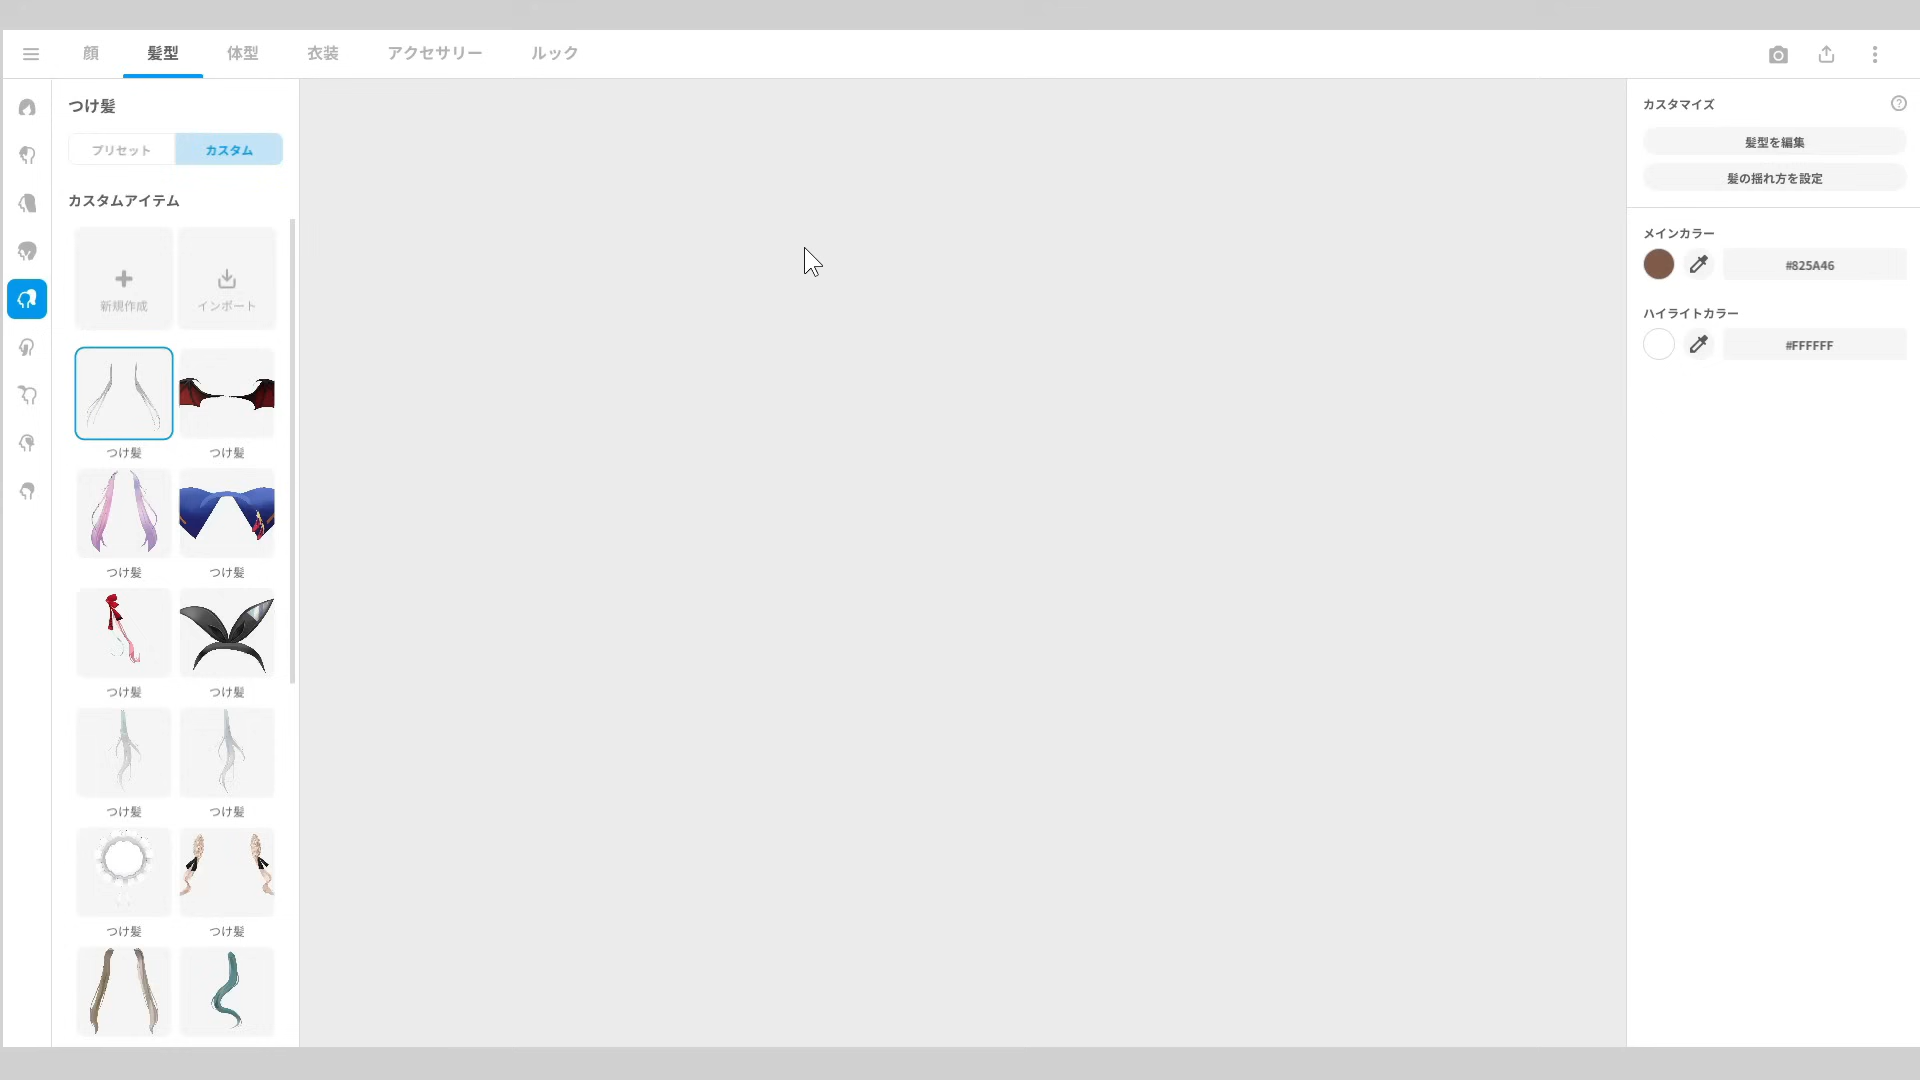 顔 髪型 体型 衣装 アクセサリー ルック
つけ髪
プリセット カスタム
カスタムアイテム
新規作成 インポート
つけ髪 つけ髪
つけ髪 つけ髪
つけ髪 つけ髪
つけ髪 つけ髪
つけ髪 つけ髪
カスタマイズ
髪型を編集
髪の揺れ方を設定
メインカラー
#825A46
ハイライトカラー
#FFFFFF